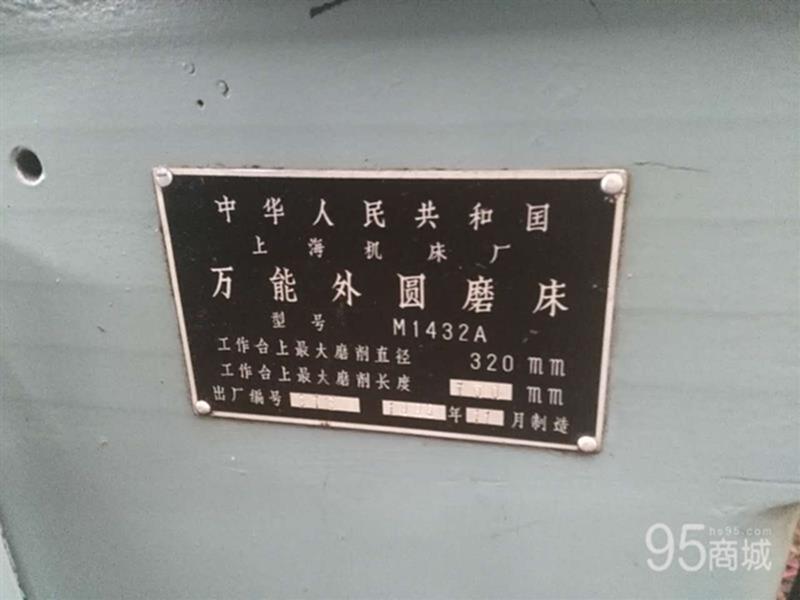 中华人民共和国
上海机床厂
万能外圆磨床
型号 M1432A
工作台上最大磨削直径 320 mm
工作台上最大磨削长度 mm
出厂编号 年 月制造
hs95.com
95商城